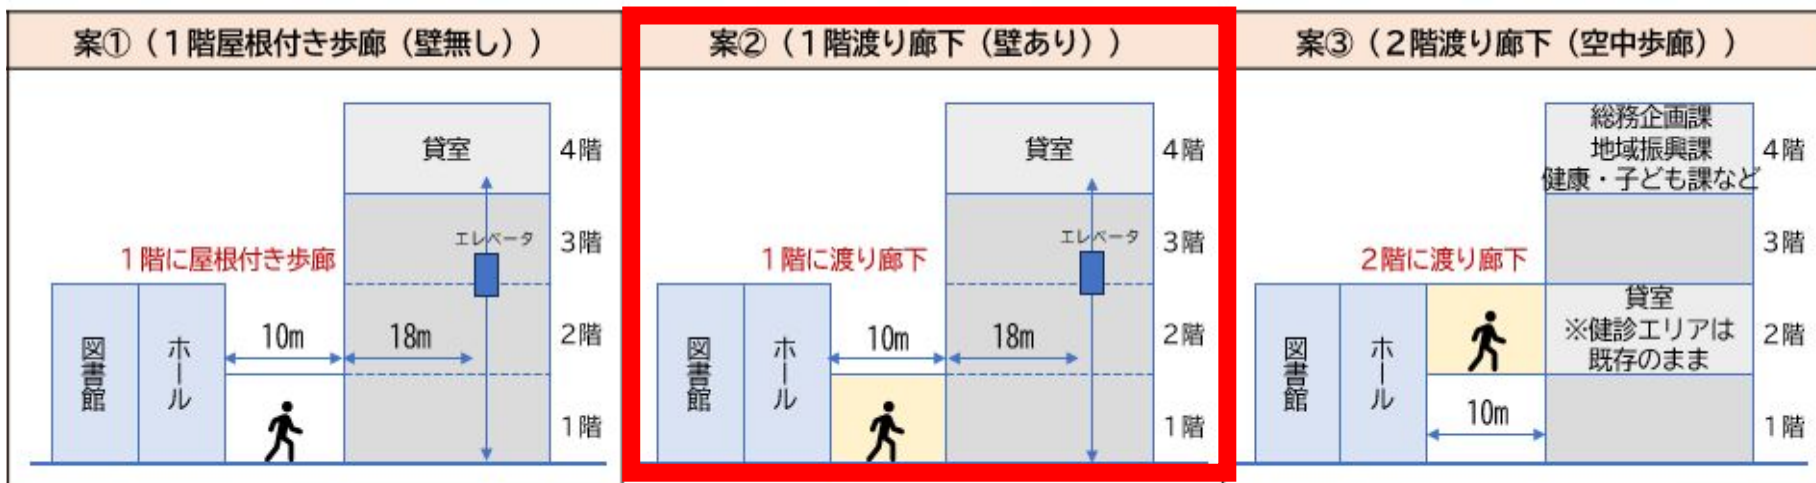 案①（１階屋根付き歩廊（壁無し））
貸室
4階
エレベータ
3階
１階に屋根付き歩廊
10m
18m
2階
図書館
ホール
1階
案②（１階渡り廊下（壁あり））
貸室
4階
エレベータ
3階
１階に渡り廊下
10m
18m
2階
図書館
ホール
1階
案③（２階渡り廊下（空中歩廊））
総務企画課
地域振興課
健康・子ども課など
4階
3階
２階に渡り廊下
貸室
※健診エリアは
既存のまま
2階
図書館
ホール
10m
1階